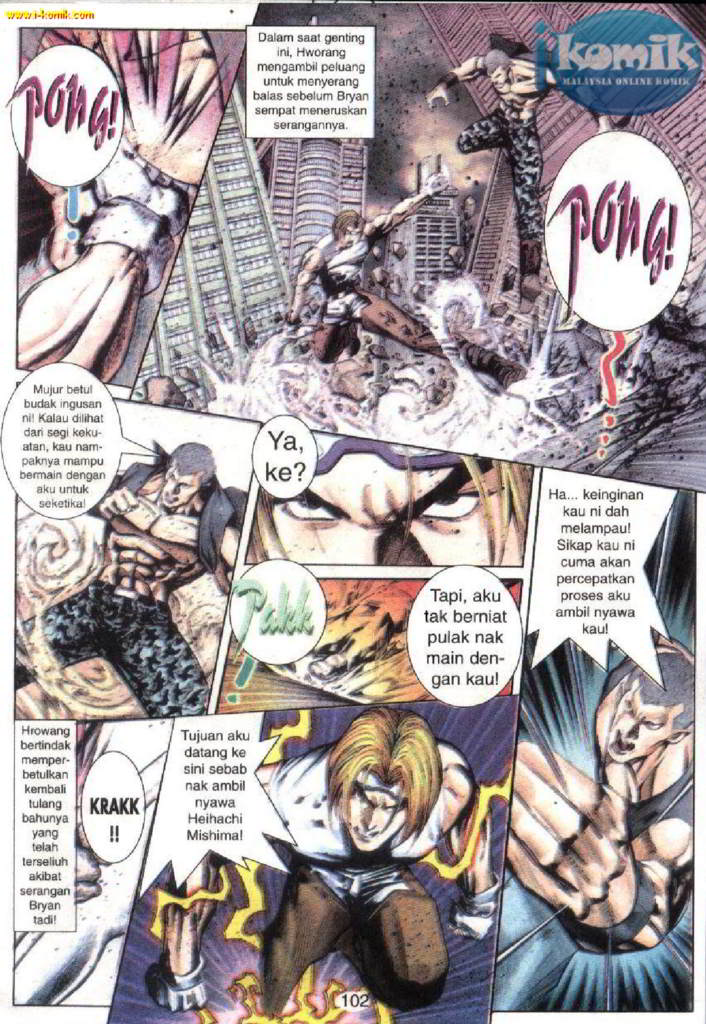 www.i-komik.com
ikomik
MALAYSIA ONLINE KOMIK
PONG!
Dalam saat genting
ini, Hworang
mengambil peluang
untuk menyerang
balas sebelum Bryan
sempat meneruskan
serangannya.
PONG!
Mujur betul
budak ingusan
ni! Kalau dilihat
dari segi keku-
atan, kau nam-
paknya mampu
bermain dengan
aku untuk
seketika!
Ya,
ke?
Pakk
!
Tapi, aku
tak berniat
pulak nak
main den-
gan kau!
Ha... keinginan
kau ni dah
melampau!
Sikap kau ni
cuma akan
percepatkan
proses aku
ambil nyawa
kau!
Hrowang
bertindak
memper-
betulkan
kembali
tulang
bahunya
yang
telah
terseliuh
akibat
serangan
Bryan
tadi!
KRAKK
!!
Tujuan aku
datang ke
sini sebab
nak ambil
nyawa
Heihachi
Mishima!
102